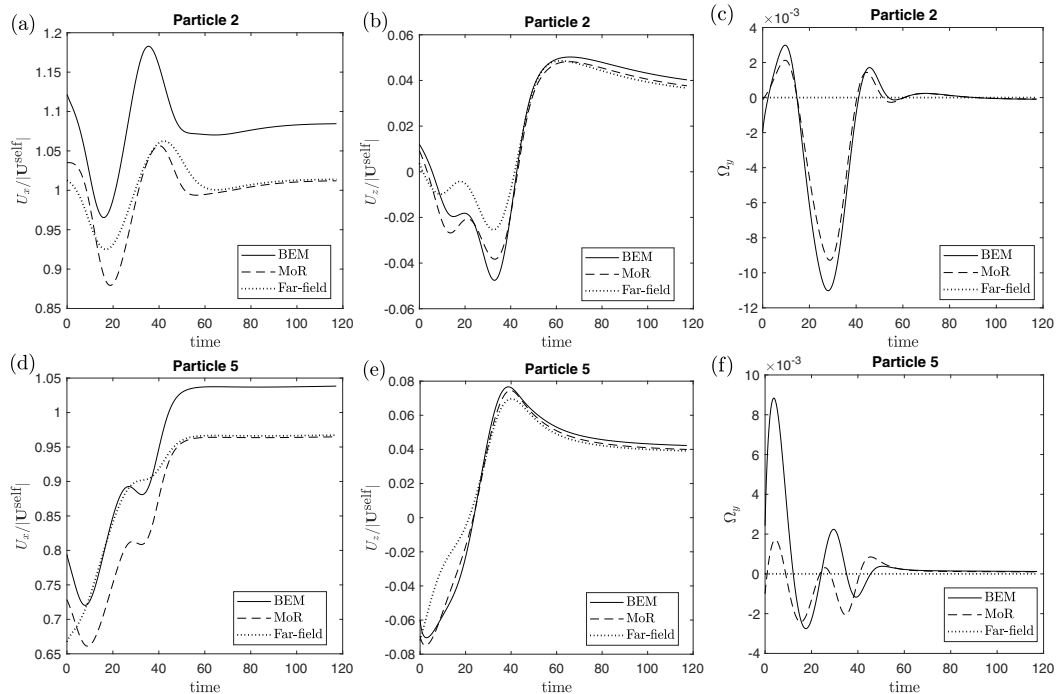 (a)
Particle 2
1.2
1.15
1.1
1.05
1
0.95
0.9
0.85
0 20 40 60 80 100 120
U_x/|U^self|
time
BEM
MoR
Far-field
(b)
Particle 2
0.06
0.04
0.02
0
-0.02
-0.04
-0.06
0 20 40 60 80 100 120
U_z/|U^self|
time
BEM
MoR
Far-field
(c)
Particle 2
×10^-3
4
2
0
-2
-4
-6
-8
-10
-12
0 20 40 60 80 100 120
Ω_y
time
BEM
MoR
Far-field
(d)
Particle 5
1.05
1
0.95
0.9
0.85
0.8
0.75
0.7
0.65
0 20 40 60 80 100 120
U_x/|U^self|
time
BEM
MoR
Far-field
(e)
Particle 5
0.08
0.06
0.04
0.02
0
-0.02
-0.04
-0.06
-0.08
0 20 40 60 80 100 120
U_z/|U^self|
time
BEM
MoR
Far-field
(f)
Particle 5
×10^-3
10
8
6
4
2
0
-2
-4
0 20 40 60 80 100 120
Ω_y
time
BEM
MoR
Far-field